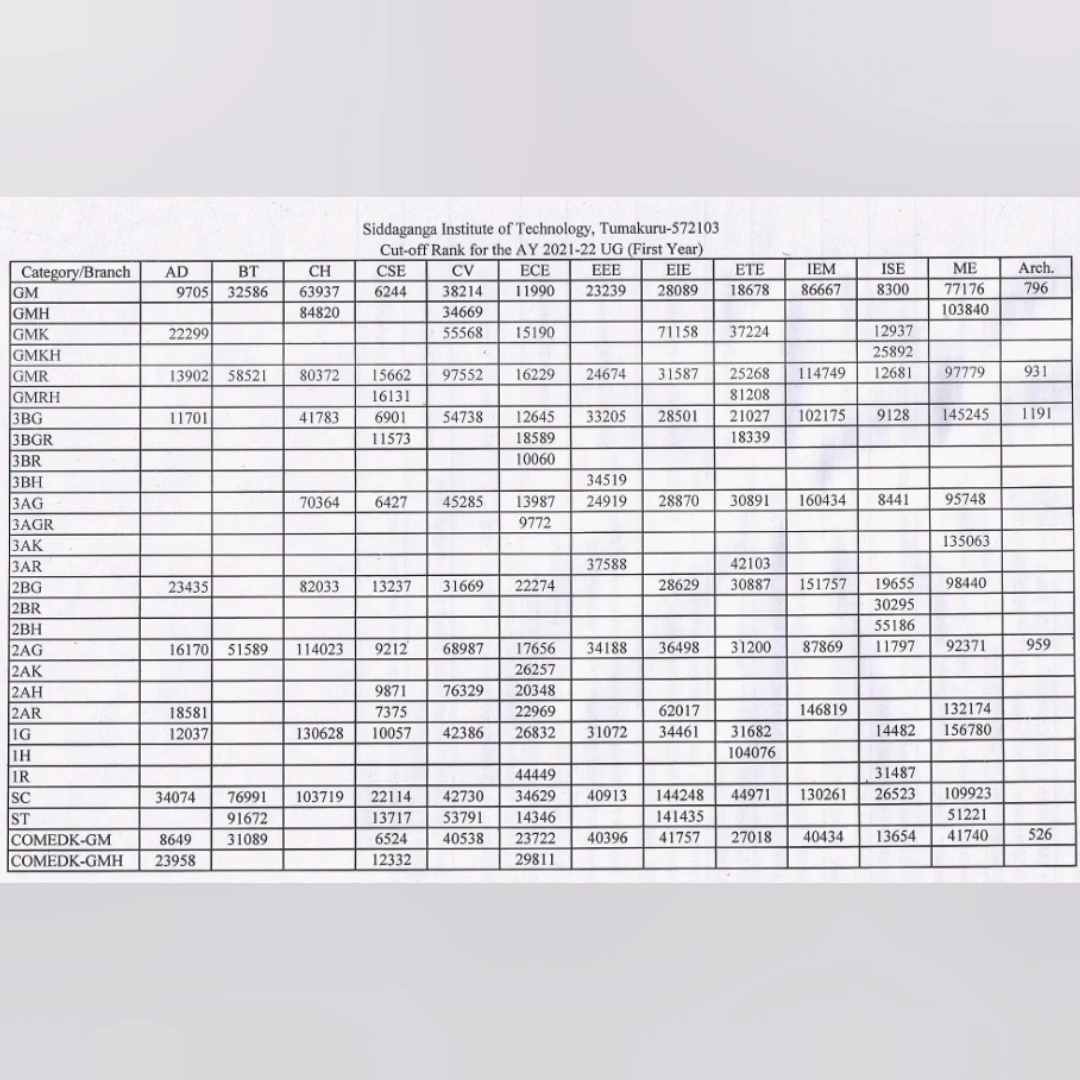 Siddaganga Institute of Technology, Tumakuru-572103
Cut-off Rank for the AY 2021-22 UG (First Year)
Category/Branch AD BT CH CSE CV ECE EEE EIE ETE IEM ISE ME Arch.
GM 9705 32586 63937 6244 38214 11990 23239 28089 18678 86667 8300 77176 796
GMH 84820 34669 103840
GMK 22299 55568 15190 71158 37224 12937
GMKH 25892
GMR 13902 58521 80372 15662 97552 16229 24674 31587 25268 114749 12681 97779 931
GMRH 16131 81208
3BG 11701 41783 6901 54738 12645 33205 28501 21027 102175 9128 145245 1191
3BGR 11573 18589 18339
3BR 10060
3BH 34519
3AG 70364 6427 45285 13987 24919 28870 30891 160434 8441 95748
3AGR 9772
3AK 135063
3AR 37588 42103
2BG 23435 82033 13237 31669 22274 28629 30887 151757 19655 98440
2BR 30295
2BH 55186
2AG 16170 51589 114023 9212 68987 17656 34188 36498 31200 87869 11797 92371 959
2AK 26257
2AH 9871 76329 20348
2AR 18581 7375 22969 62017 146819 132174
1G 12037 130628 10057 42386 26832 31072 34461 31682 14482 156780
1H 104076
1R 44449 31487
SC 34074 76991 103719 22114 42730 34629 40913 144248 44971 130261 26523 109923
ST 91672 13717 53791 14346 141435 51221
COMEDK-GM 8649 31089 6524 40538 23722 40396 41757 27018 40434 13654 41740 526
COMEDK-GMH 23958 12332 29811